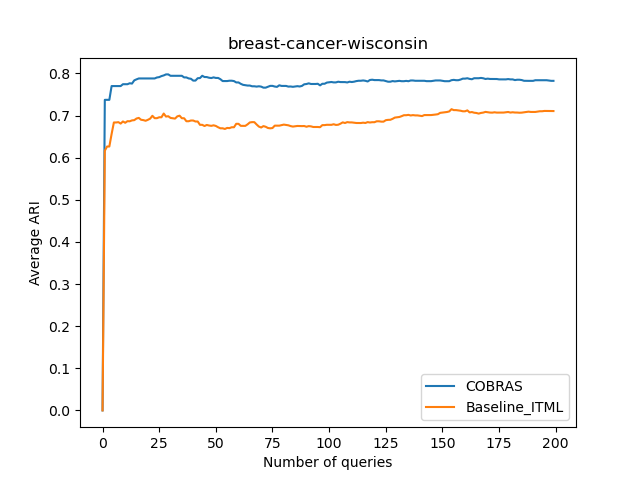 breast-cancer-wisconsin
Average ARI
0.8
0.7
0.6
0.5
0.4
0.3
0.2
0.1
0.0
COBRAS
Baseline_ITML
0 25 50 75 100 125 150 175 200
Number of queries